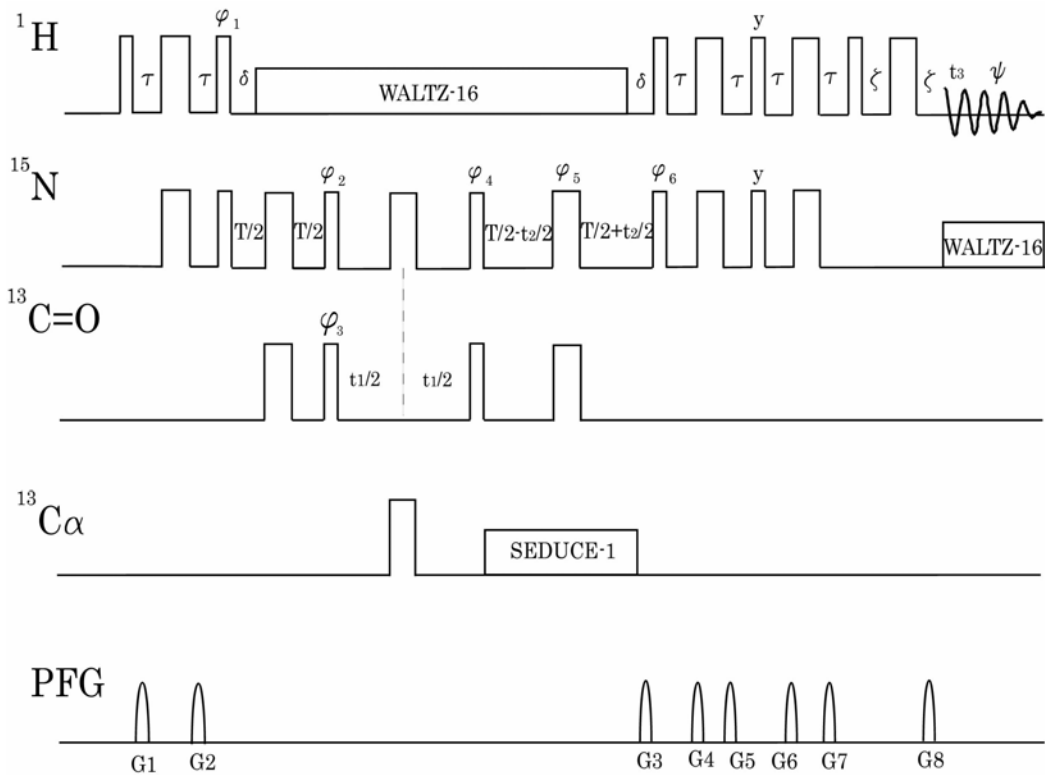 φ1 y
1H τ τ δ WALTZ-16 δ τ τ τ τ ζ ζ t3 ψ
φ2 φ4 φ5 φ6 y
15N T/2 T/2 T/2-t2/2 T/2+t2/2 WALTZ-16
13C=O φ3
t1/2 t1/2
13Cα SEDUCE-1
PFG
G1 G2 G3 G4 G5 G6 G7 G8